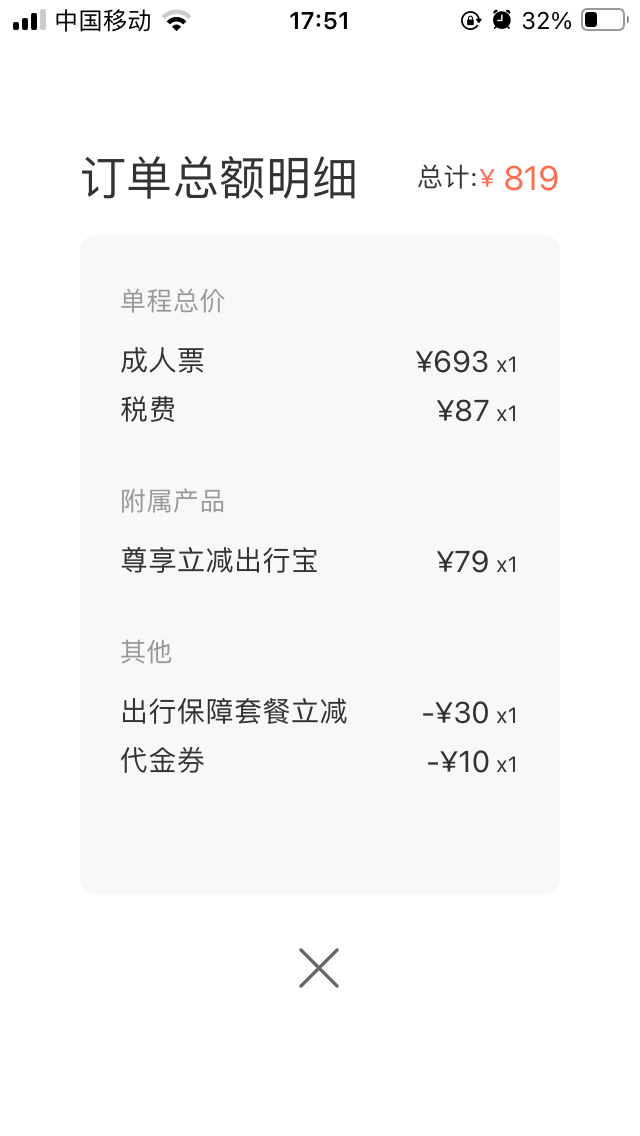 中国移动 17:51 32%
订单总额明细 总计:¥ 819
单程总价
成人票 ¥693 x1
税费 ¥87 x1
附属产品
尊享立减出行宝 ¥79 x1
其他
出行保障套餐立减 -¥30 x1
代金券 -¥10 x1